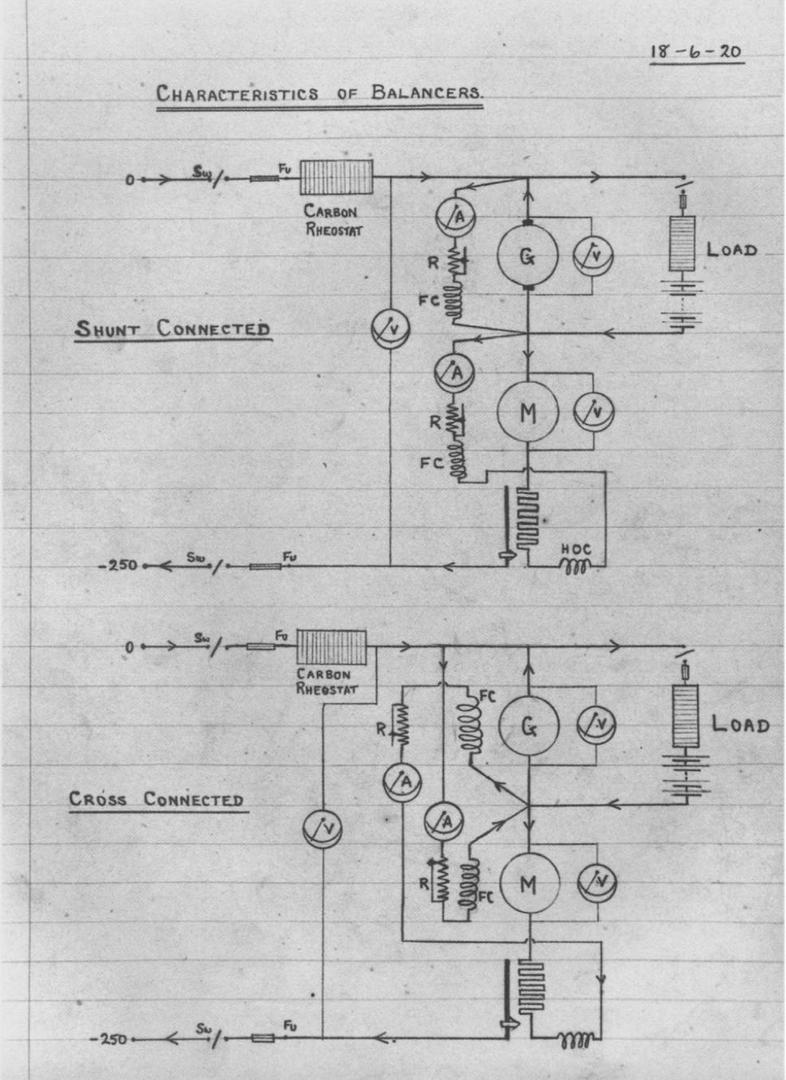 18-6-20
CHARACTERISTICS OF BALANCERS.
0 Sw Fu
CARBON
RHEOSTAT
A
G
V
R
LOAD
FC
SHUNT CONNECTED
V
A
M
V
R
FC
HOC
-250 Sw Fu
0 Sw Fu
CARBON
RHEOSTAT
FC
R
G
V
LOAD
A
CROSS CONNECTED
V
A
R
FC
M
V
-250 Sw Fu